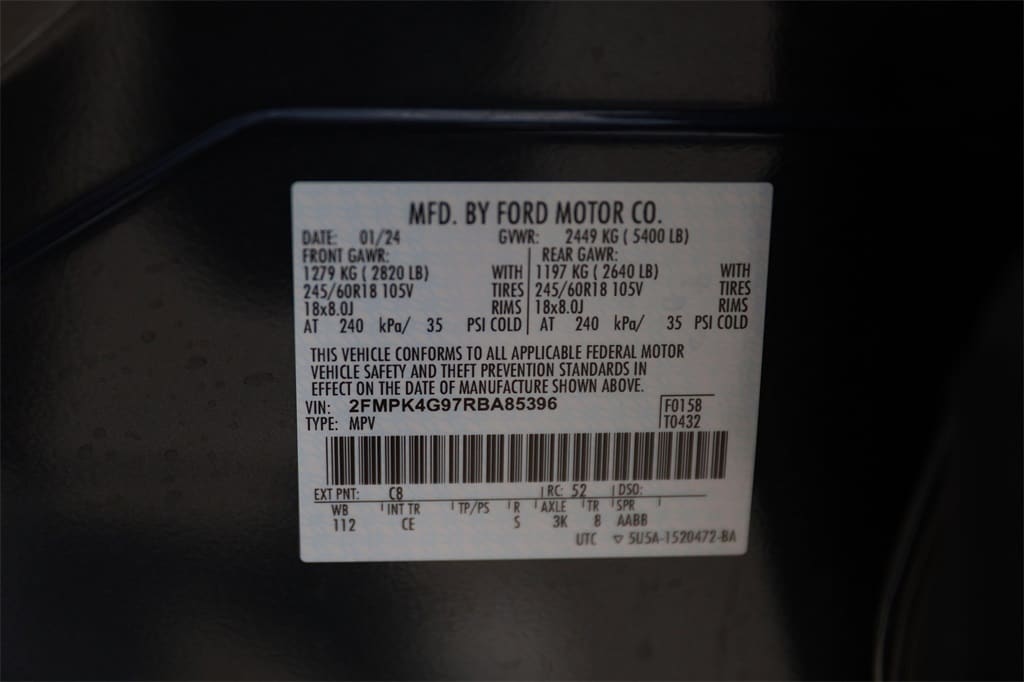 MFD. BY FORD MOTOR CO.
DATE: 01/24 GVWR: 2449 KG ( 5400 LB)
FRONT GAWR: REAR GAWR:
1279 KG ( 2820 LB) WITH 1197 KG ( 2640 LB) WITH
245/60R18 105V TIRES 245/60R18 105V TIRES
18x8.0J RIMS 18x8.0J RIMS
AT 240 kPa/ 35 PSI COLD AT 240 kPa/ 35 PSI COLD
THIS VEHICLE CONFORMS TO ALL APPLICABLE FEDERAL MOTOR
VEHICLE SAFETY AND THEFT PREVENTION STANDARDS IN
EFFECT ON THE DATE OF MANUFACTURE SHOWN ABOVE.
VIN: 2FMPK4G97RBA85396 F0158
TYPE: MPV T0432
EXT PNT: C8 RC: 52 DSO:
WB INT TR TP/PS R AXLE TR SPR
112 CE S 3K 8 AABB
UTC ▽ 5U5A-1520472-BA